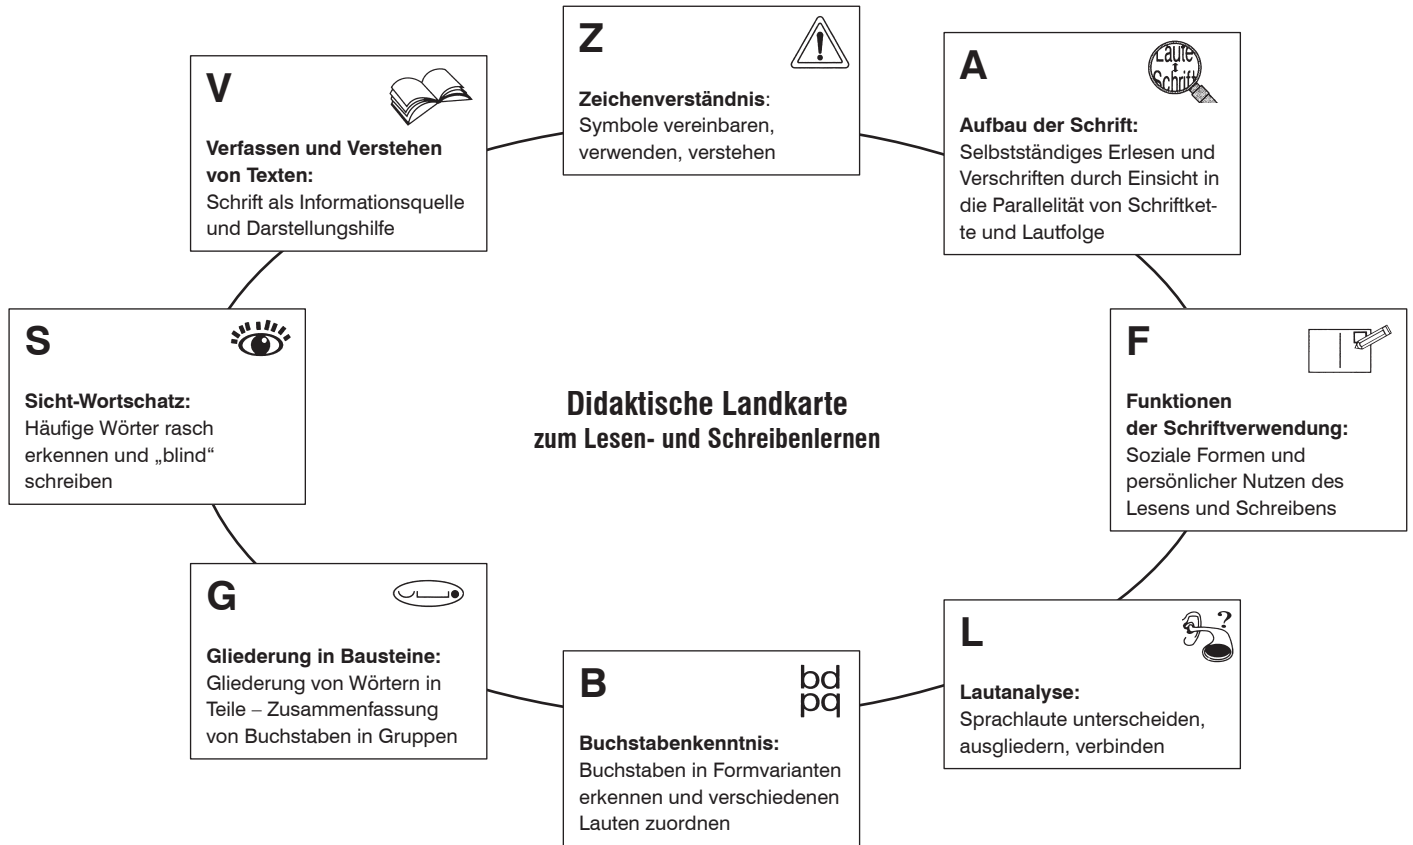 Z
Zeichenverständnis:
Symbole vereinbaren,
verwenden, verstehen
A
Laute
Schrift
Aufbau der Schrift:
Selbstständiges Erlesen und
Verschriften durch Einsicht in
die Parallelität von Schriftket-
te und Lautfolge
F
Funktionen
der Schriftverwendung:
Soziale Formen und
persönlicher Nutzen des
Lesens und Schreibens
L
?
Lautanalyse:
Sprachlaute unterscheiden,
ausgliedern, verbinden
B
bd
pq
Buchstabenkenntnis:
Buchstaben in Formvarianten
erkennen und verschiedenen
Lauten zuordnen
G
Gliederung in Bausteine:
Gliederung von Wörtern in
Teile – Zusammenfassung
von Buchstaben in Gruppen
S
Sicht-Wortschatz:
Häufige Wörter rasch
erkennen und „blind“
schreiben
V
Verfassen und Verstehen
von Texten:
Schrift als Informationsquelle
und Darstellungshilfe
Didaktische Landkarte
zum Lesen- und Schreibenlernen